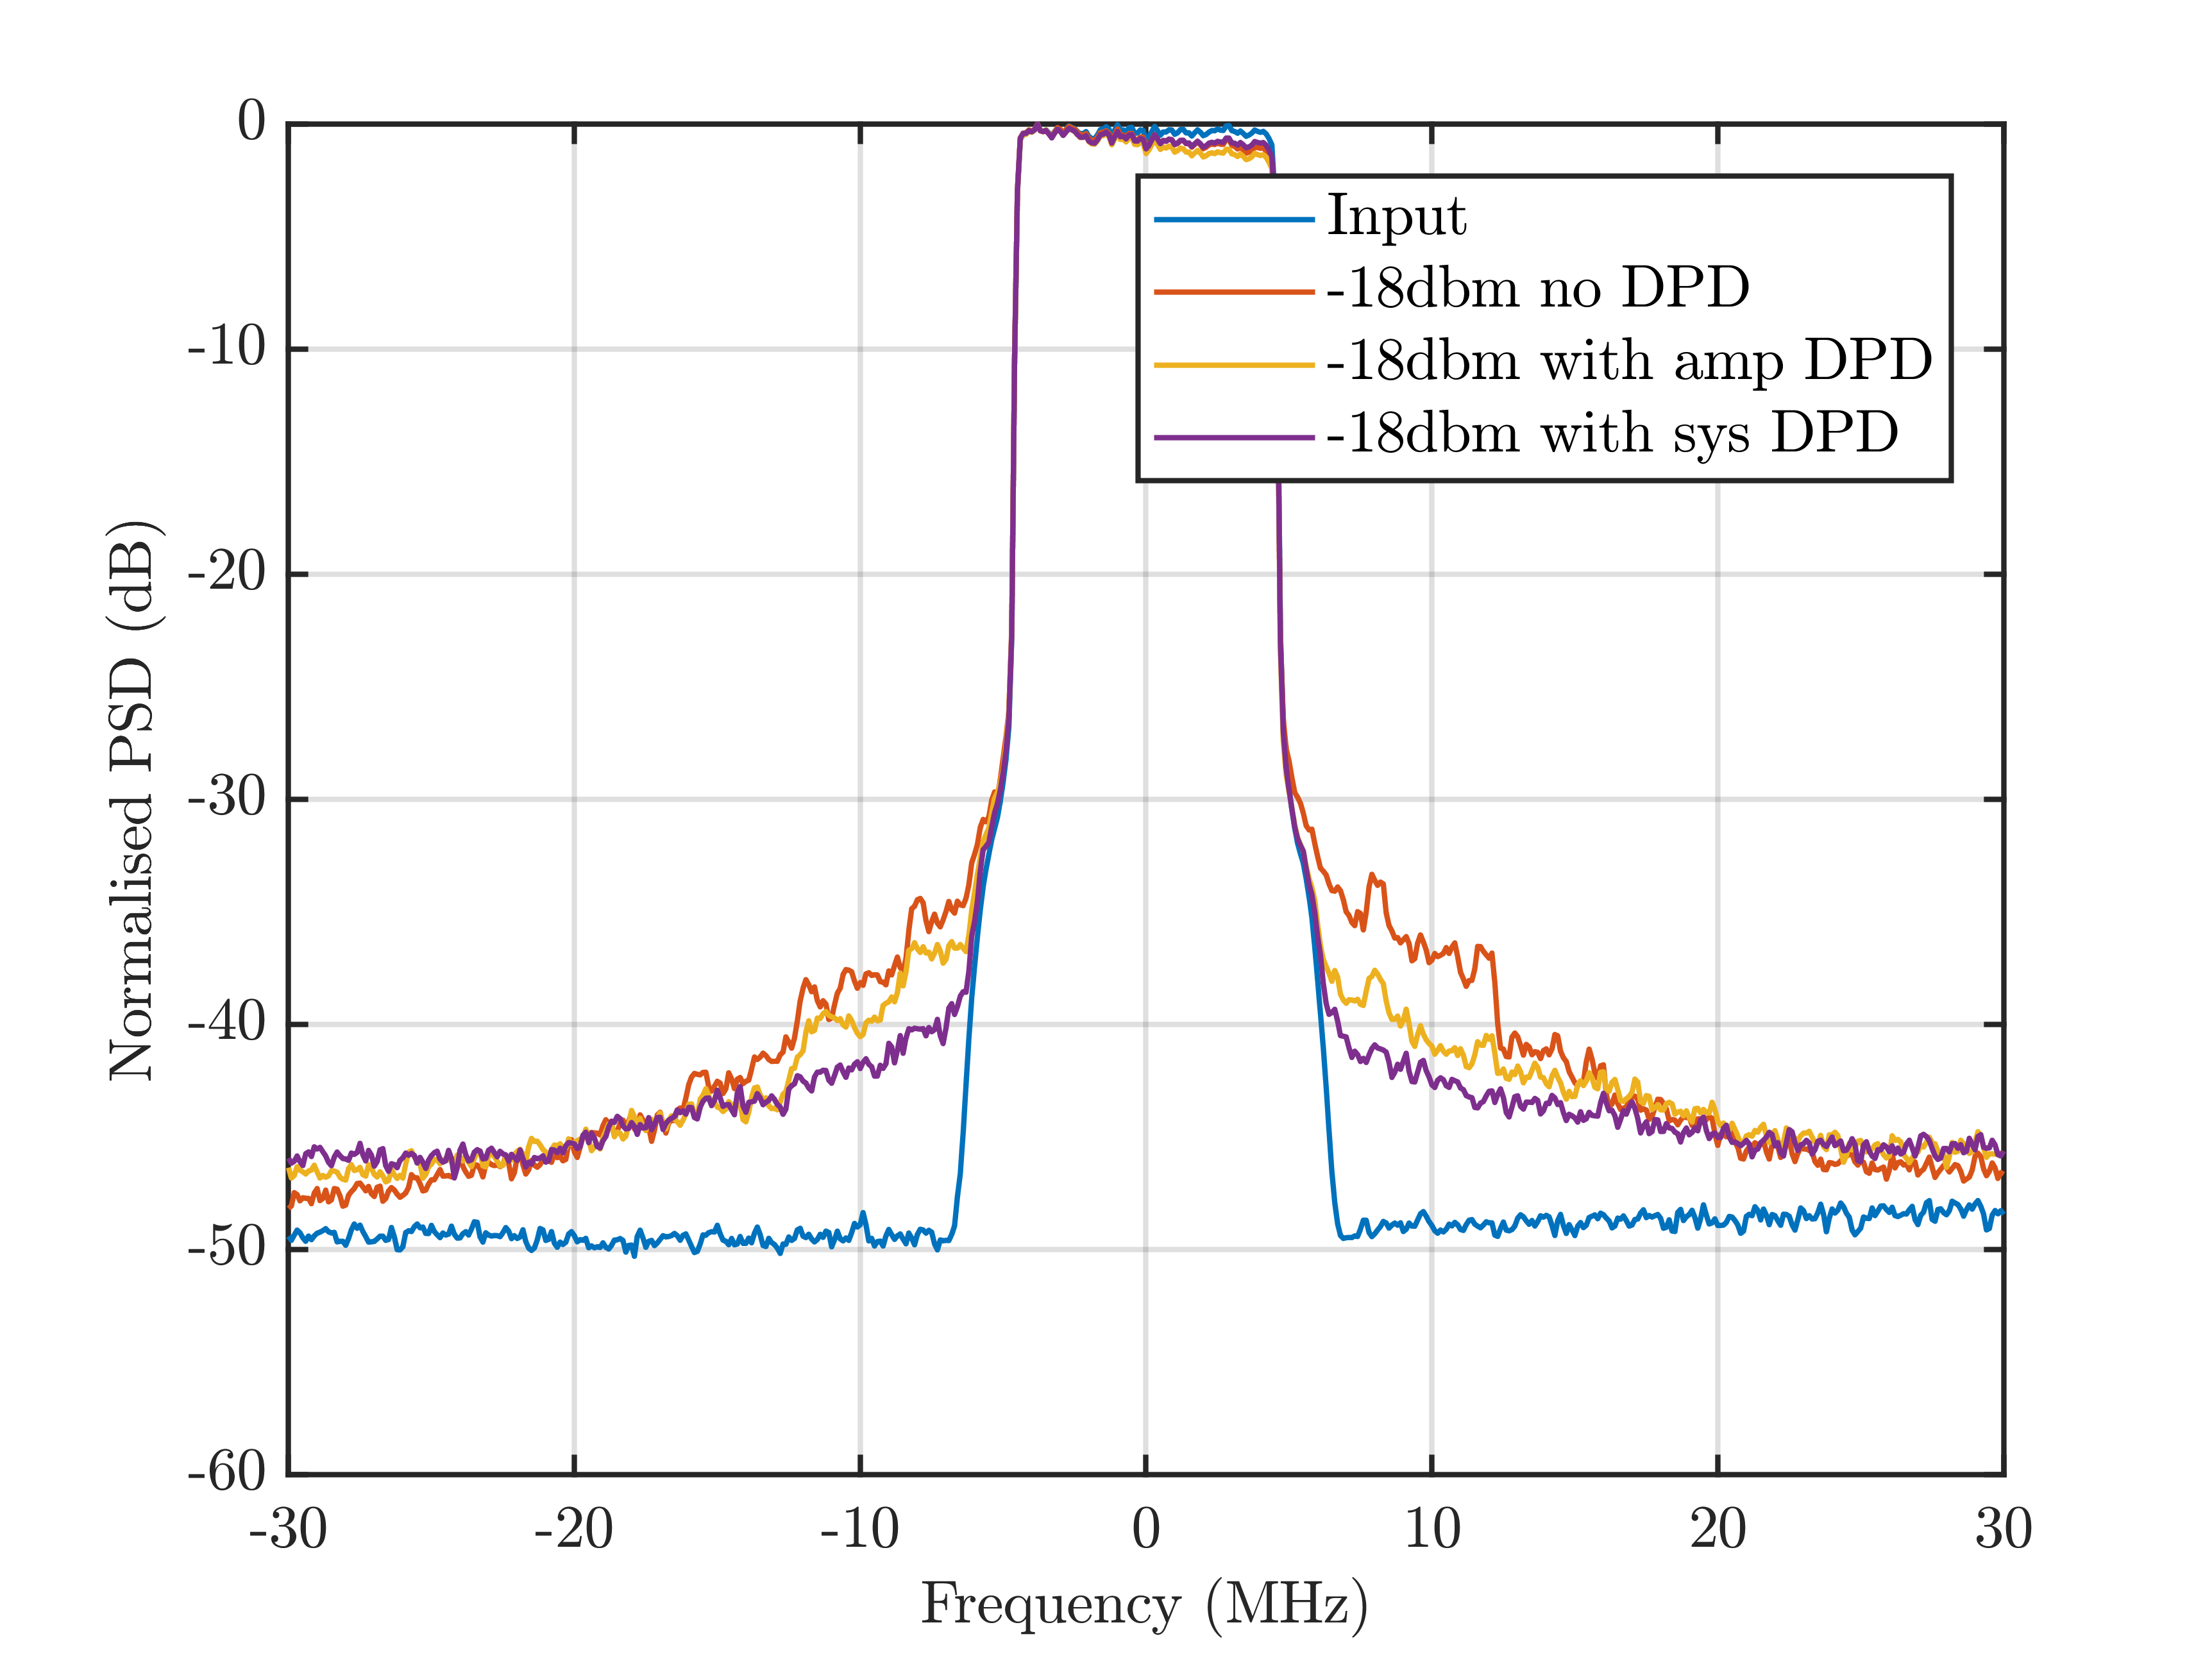 0
-10
-20
-30
-40
-50
-60
Normalised PSD (dB)
Input
-18dbm no DPD
-18dbm with amp DPD
-18dbm with sys DPD
-30 -20 -10 0 10 20 30
Frequency (MHz)